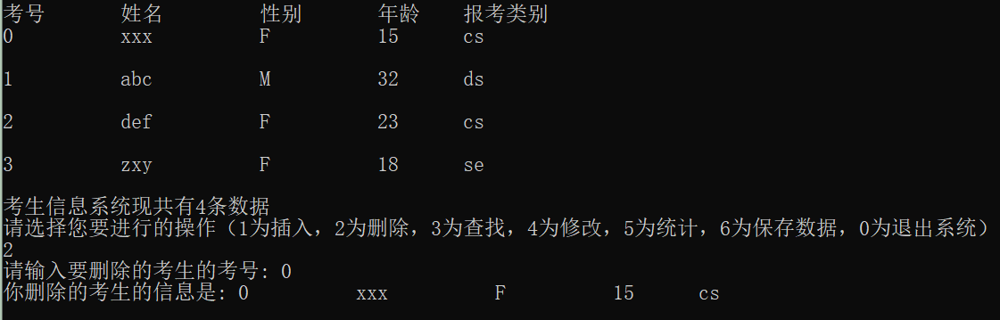 考号 姓名 性别 年龄 报考类别
0 xxx F 15 cs
1 abc M 32 ds
2 def F 23 cs
3 zxy F 18 se
考生信息系统现共有4条数据
请选择您要进行的操作（1为插入，2为删除，3为查找，4为修改，5为统计，6为保存数据，0为退出系统）
2
请输入要删除的考生的考号: 0
你删除的考生的信息是: 0 xxx F 15 cs